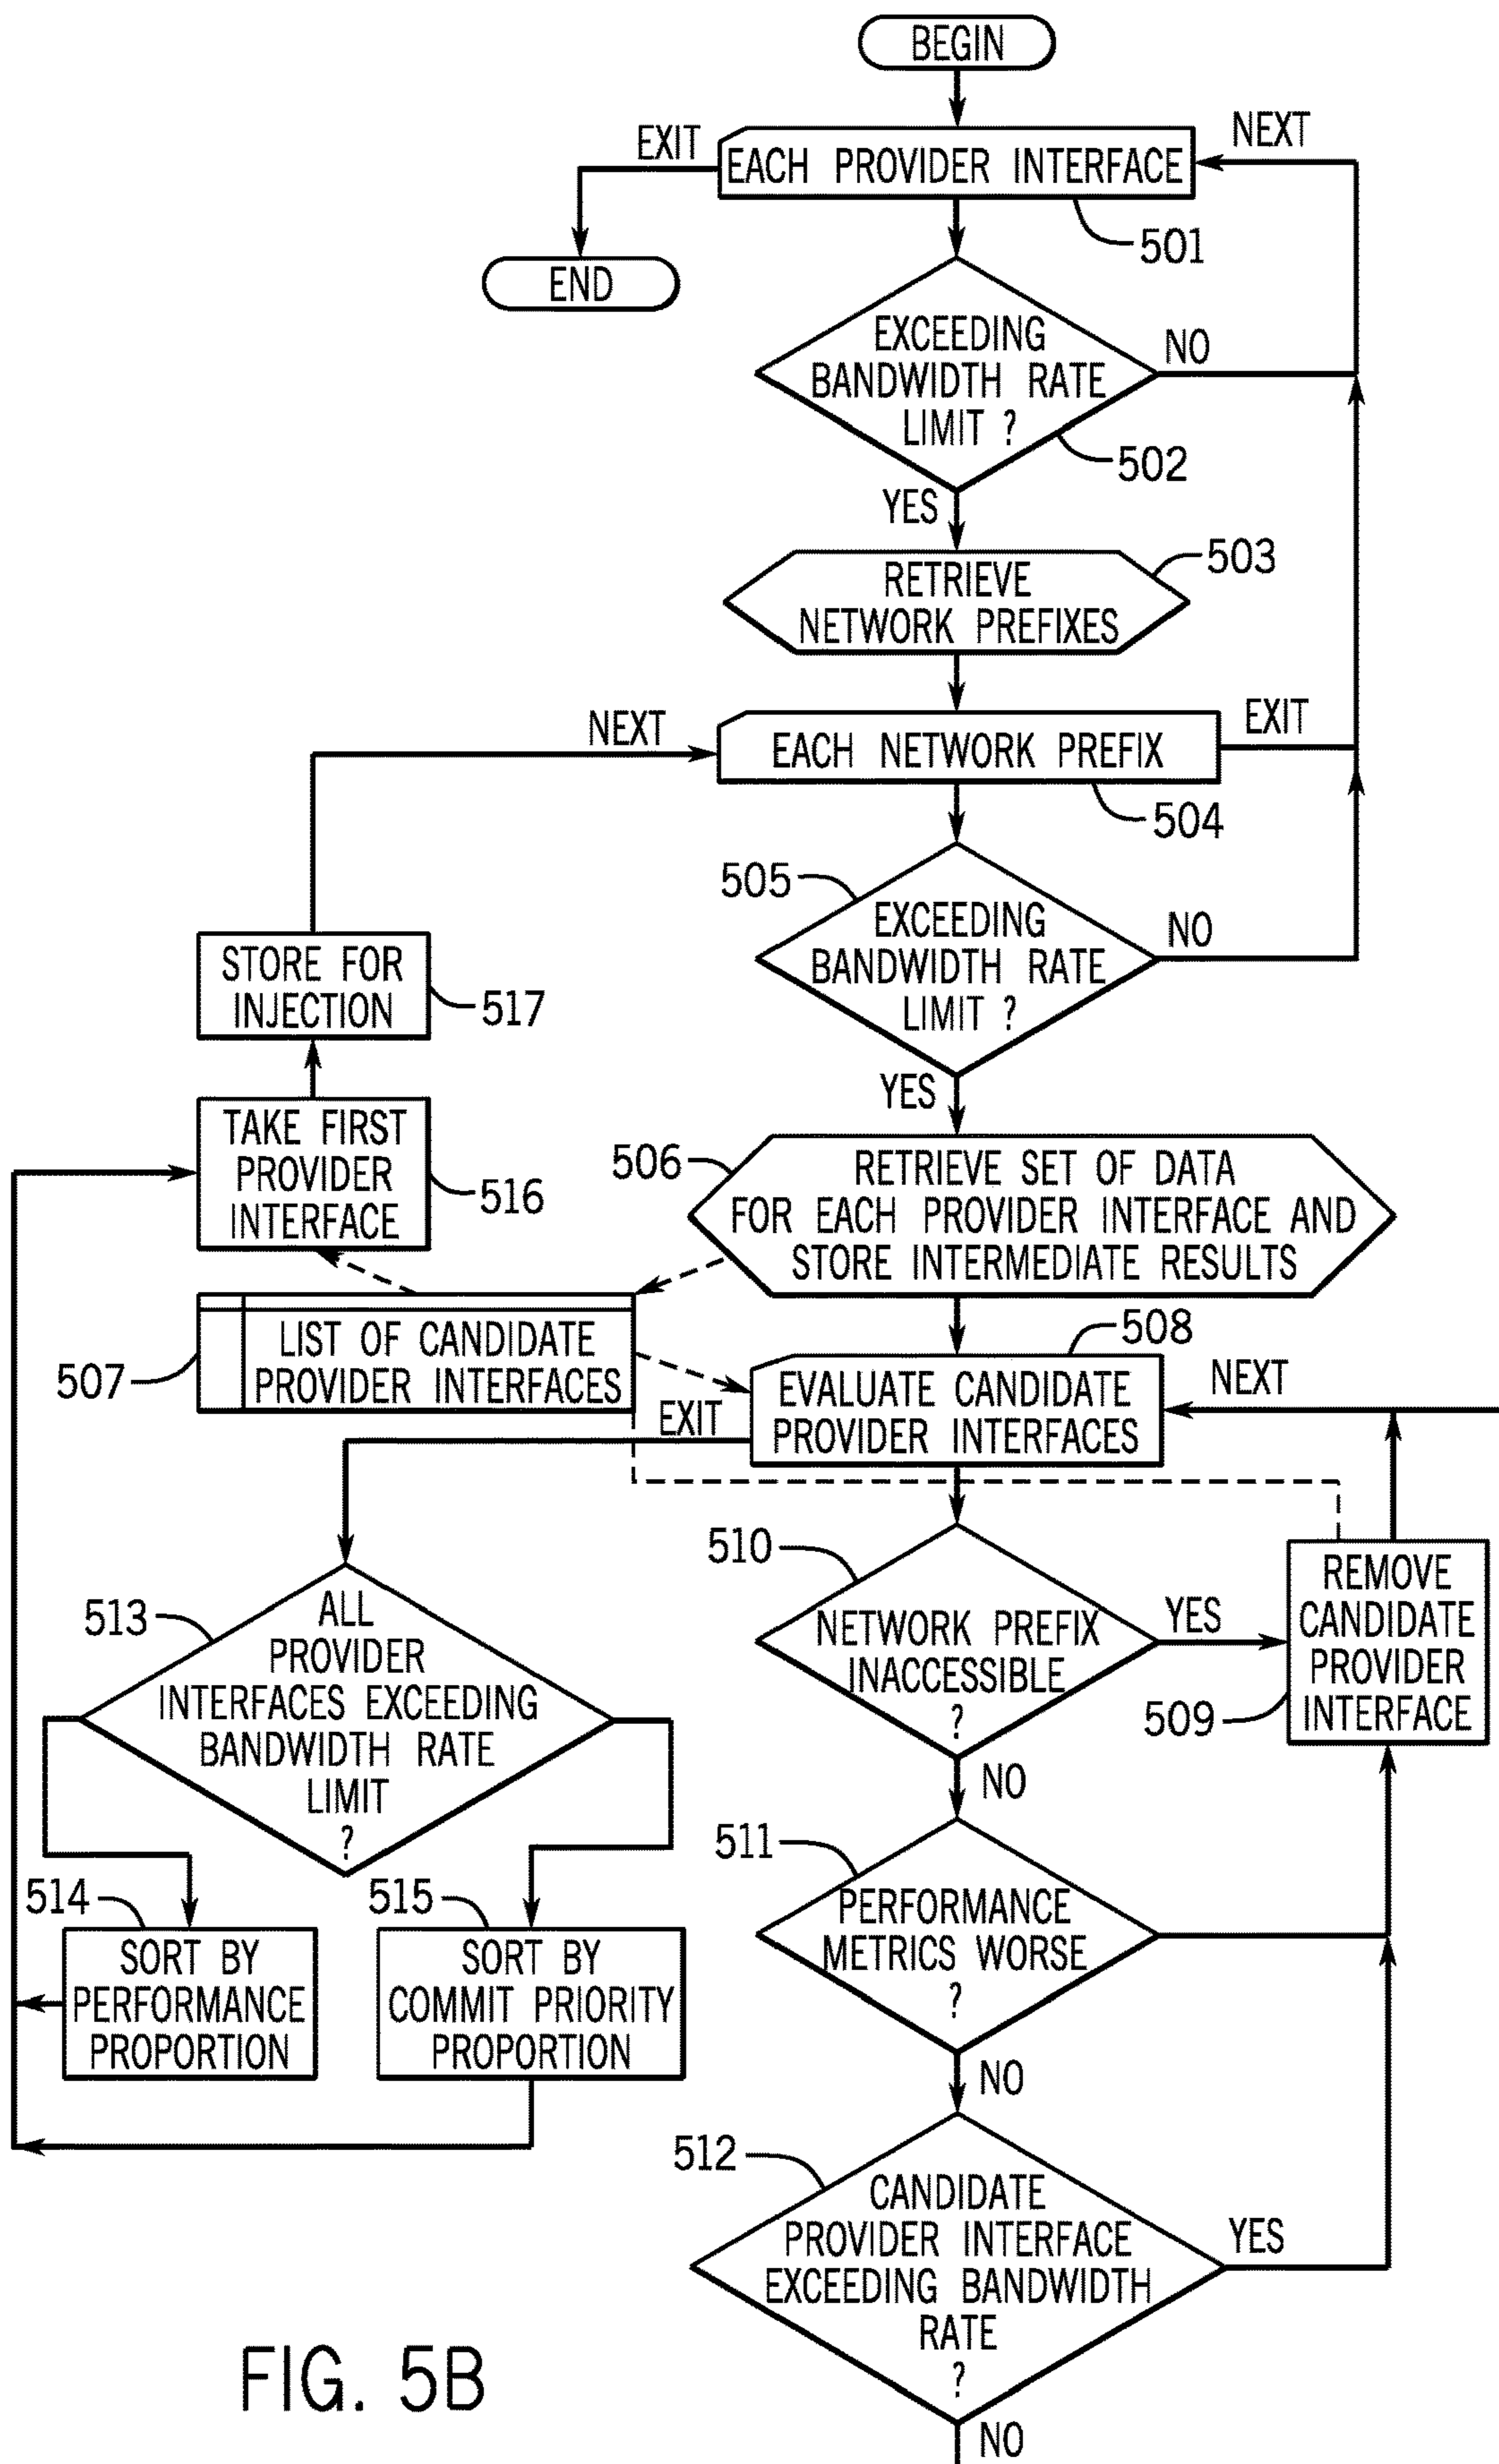 BEGIN
EXIT
NEXT
EACH PROVIDER INTERFACE
501
END
EXCEEDING
BANDWIDTH RATE
LIMIT ?
NO
502
YES
503
RETRIEVE
NETWORK PREFIXES
NEXT
EXIT
EACH NETWORK PREFIX
504
505
EXCEEDING
BANDWIDTH RATE
LIMIT ?
NO
STORE FOR
INJECTION
517
YES
TAKE FIRST
PROVIDER
INTERFACE
516
506
RETRIEVE SET OF DATA
FOR EACH PROVIDER INTERFACE AND
STORE INTERMEDIATE RESULTS
LIST OF CANDIDATE
PROVIDER INTERFACES
507
508
EVALUATE CANDIDATE
PROVIDER INTERFACES
NEXT
EXIT
510
NETWORK PREFIX
INACCESSIBLE
?
YES
REMOVE
CANDIDATE
PROVIDER
INTERFACE
509
513
ALL
PROVIDER
INTERFACES EXCEEDING
BANDWIDTH RATE
LIMIT
?
NO
511
PERFORMANCE
METRICS WORSE
?
514
SORT BY
PERFORMANCE
PROPORTION
515
SORT BY
COMMIT PRIORITY
PROPORTION
NO
512
CANDIDATE
PROVIDER INTERFACE
EXCEEDING BANDWIDTH
RATE
?
YES
NO
FIG. 5B